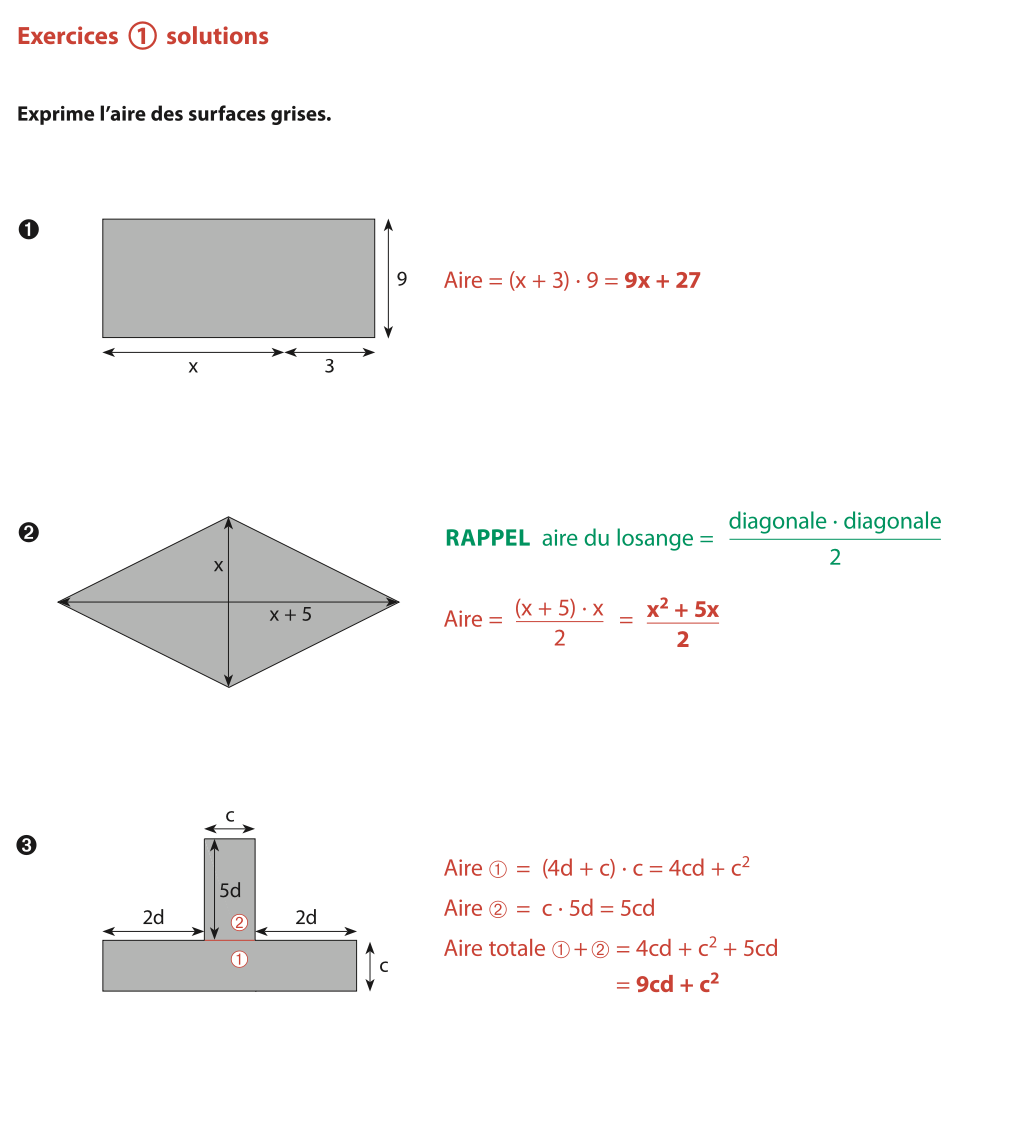 Exercices ① solutions
Exprime l’aire des surfaces grises.
❶
9
x
3
Aire = (x + 3) · 9 = 9x + 27
❷
x
x + 5
RAPPEL aire du losange = diagonale · diagonale / 2
Aire = (x + 5) · x / 2 = x² + 5x / 2
❸
c
5d
2d
2d
②
①
c
Aire ① = (4d + c) · c = 4cd + c²
Aire ② = c · 5d = 5cd
Aire totale ① + ② = 4cd + c² + 5cd
= 9cd + c²